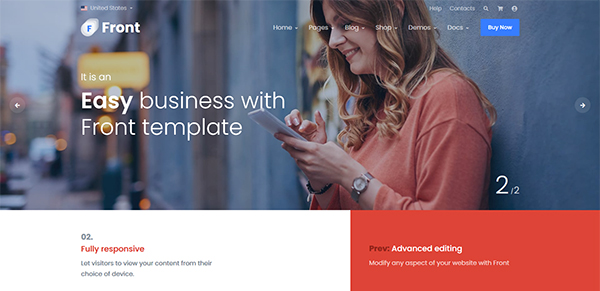 United States
Help Contacts
F Front
Home Pages Blog Shop Demos Docs Buy Now
It is an
Easy business with
Front template
2/2
02.
Fully responsive
Let visitors to view your content from their
choice of device.
Prev: Advanced editing
Modify any aspect of your website with Front